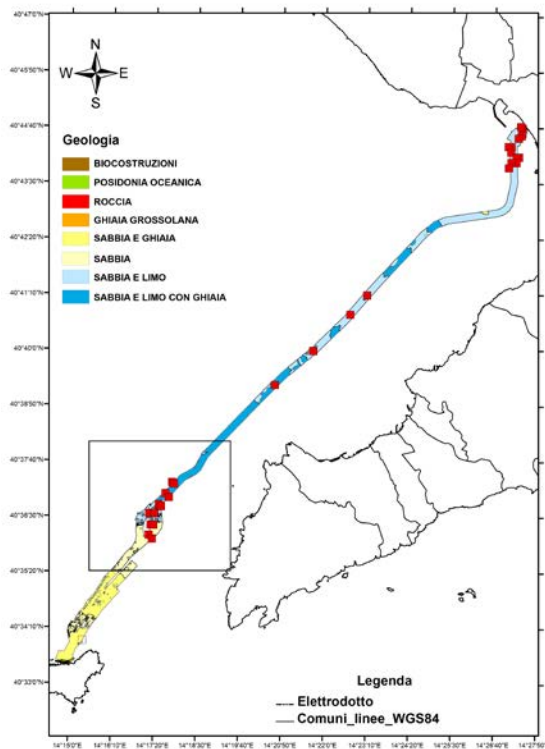 40°47'0"N
40°45'50"N
40°44'40"N
40°43'30"N
40°42'20"N
40°41'10"N
40°40'0"N
40°38'50"N
40°37'40"N
40°36'30"N
40°35'20"N
40°34'10"N
40°33'0"N
N
W E
S
Geologia
BIOCOSTRUZIONI
POSIDONIA OCEANICA
ROCCIA
GHIAIA GROSSOLANA
SABBIA E GHIAIA
SABBIA
SABBIA E LIMO
SABBIA E LIMO CON GHIAIA
Legenda
Elettrodotto
Comuni_linee_WGS84
14°15'0"E 14°16'10"E 14°17'20"E 14°18'30"E 14°19'40"E 14°20'50"E 14°22'0"E 14°23'10"E 14°24'20"E 14°25'30"E 14°26'40"E 14°27'50"E